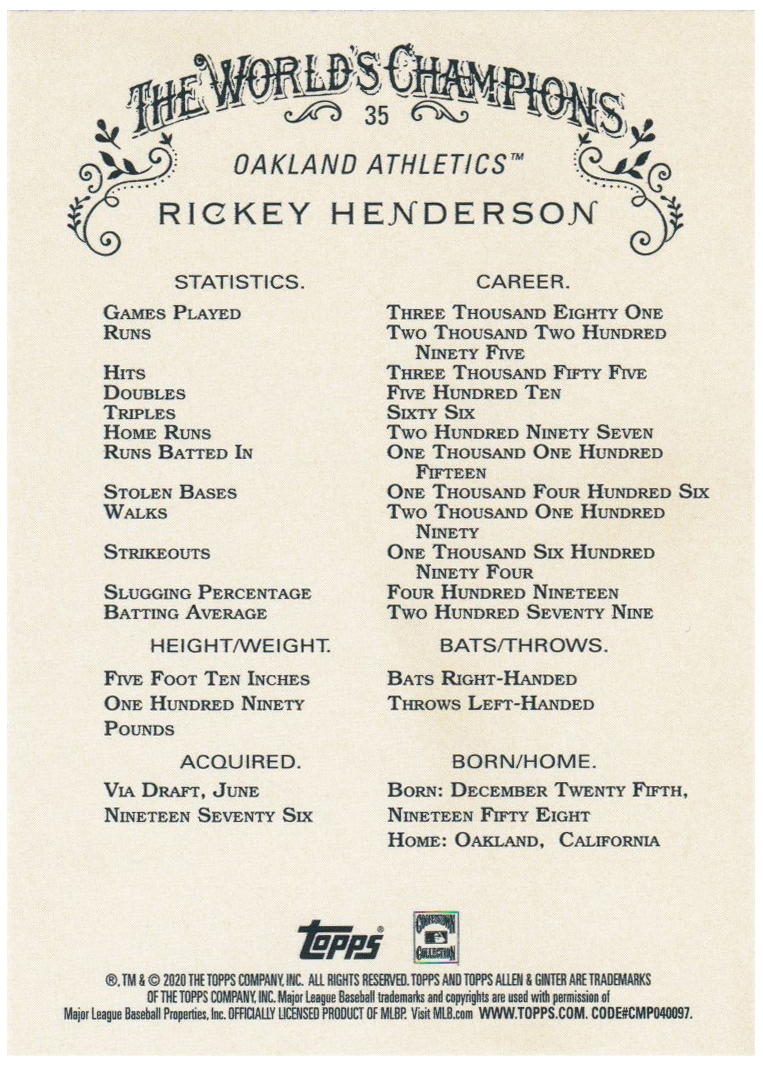 THE WORLD'S CHAMPIONS
35
OAKLAND ATHLETICS™
RICKEY HENDERSON
STATISTICS. CAREER.
GAMES PLAYED THREE THOUSAND EIGHTY ONE
RUNS TWO THOUSAND TWO HUNDRED
NINETY FIVE
HITS THREE THOUSAND FIFTY FIVE
DOUBLES FIVE HUNDRED TEN
TRIPLES SIXTY SIX
HOME RUNS TWO HUNDRED NINETY SEVEN
RUNS BATTED IN ONE THOUSAND ONE HUNDRED
FIFTEEN
STOLEN BASES ONE THOUSAND FOUR HUNDRED SIX
WALKS TWO THOUSAND ONE HUNDRED
NINETY
STRIKEOUTS ONE THOUSAND SIX HUNDRED
NINETY FOUR
SLUGGING PERCENTAGE FOUR HUNDRED NINETEEN
BATTING AVERAGE TWO HUNDRED SEVENTY NINE
HEIGHT/WEIGHT. BATS/THROWS.
FIVE FOOT TEN INCHES BATS RIGHT-HANDED
ONE HUNDRED NINETY THROWS LEFT-HANDED
POUNDS
ACQUIRED. BORN/HOME.
VIA DRAFT, JUNE BORN: DECEMBER TWENTY FIFTH,
NINETEEN SEVENTY SIX NINETEEN FIFTY EIGHT
HOME: OAKLAND, CALIFORNIA
topps® COOPERSTOWN
COLLECTION
®, TM & © 2020 THE TOPPS COMPANY, INC. ALL RIGHTS RESERVED. TOPPS AND TOPPS ALLEN & GINTER ARE TRADEMARKS
OF THE TOPPS COMPANY, INC. Major League Baseball trademarks and copyrights are used with permission of
Major League Baseball Properties, Inc. OFFICIALLY LICENSED PRODUCT OF MLBP. Visit MLB.com WWW.TOPPS.COM. CODE#CMP040097.